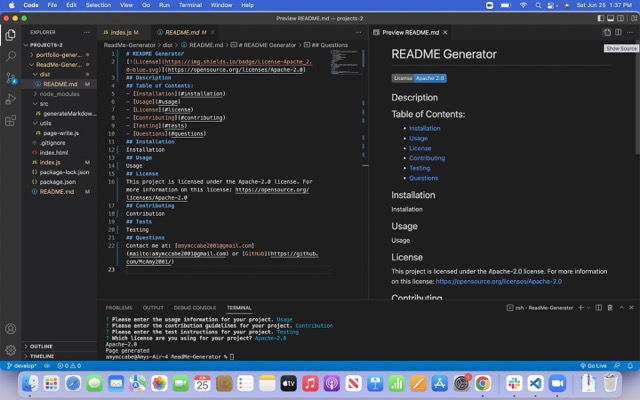 Code File Edit Selection View Go Run Terminal Window Help
Sat Jun 25 1:37 PM
Preview README.md — projects-2
EXPLORER
PROJECTS-2
portfolio-gener...
ReadMe-Gener...
dist
README.md M
node_modules
src
generateMarkdow...
utils
page-write.js
.gitignore
index.html
index.js M
package-lock.json
package.json
README.md M
OUTLINE
TIMELINE
index.js M
README.md M
ReadMe-Generator > dist > README.md > # README Generator > ## Questions
1 # README Generator
2 [![License](https://img.shields.io/badge/License-Apache_2.
0-blue.svg)](https://opensource.org/licenses/Apache-2.0)
3 ## Description
4 ## Table of Contents:
5 - [Installation](#installation)
6 - [Usage](#usage)
7 - [License](#license)
8 - [Contributing](#contributing)
9 - [Testing](#tests)
10 - [Questions](#questions)
11 ## Installation
12 Installation
13 ## Usage
14 Usage
15 ## License
16 This project is licensed under the Apache-2.0 license. For
more information on this license: https://opensource.org/
licenses/Apache-2.0
17 ## Contributing
18 Contribution
19 ## Tests
20 Testing
21 ## Questions
22 Contact me at: [amymccabe2001@gmail.com]
(mailto:amymccabe2001@gmail.com) or [GitHub](https://github.
com/McAmy2001/)
23
Preview README.md
Show Source
README Generator
License Apache 2.0
Description
Table of Contents:
Installation
Usage
License
Contributing
Testing
Questions
Installation
Installation
Usage
Usage
License
This project is licensed under the Apache-2.0 license. For more information
on this license: https://opensource.org/licenses/Apache-2.0
Contributing
PROBLEMS OUTPUT DEBUG CONSOLE TERMINAL
zsh - ReadMe-Generator
? Please enter the usage information for your project. Usage
? Please enter the contribution guidelines for your project. Contribution
? Please enter the test instructions for your project. Testing
? Which license are you using for your project? Apache-2.0
Apache-2.0
Page generated
amymccabe@Amys-Air-4 ReadMe-Generator %
develop* 0 0
Go Live